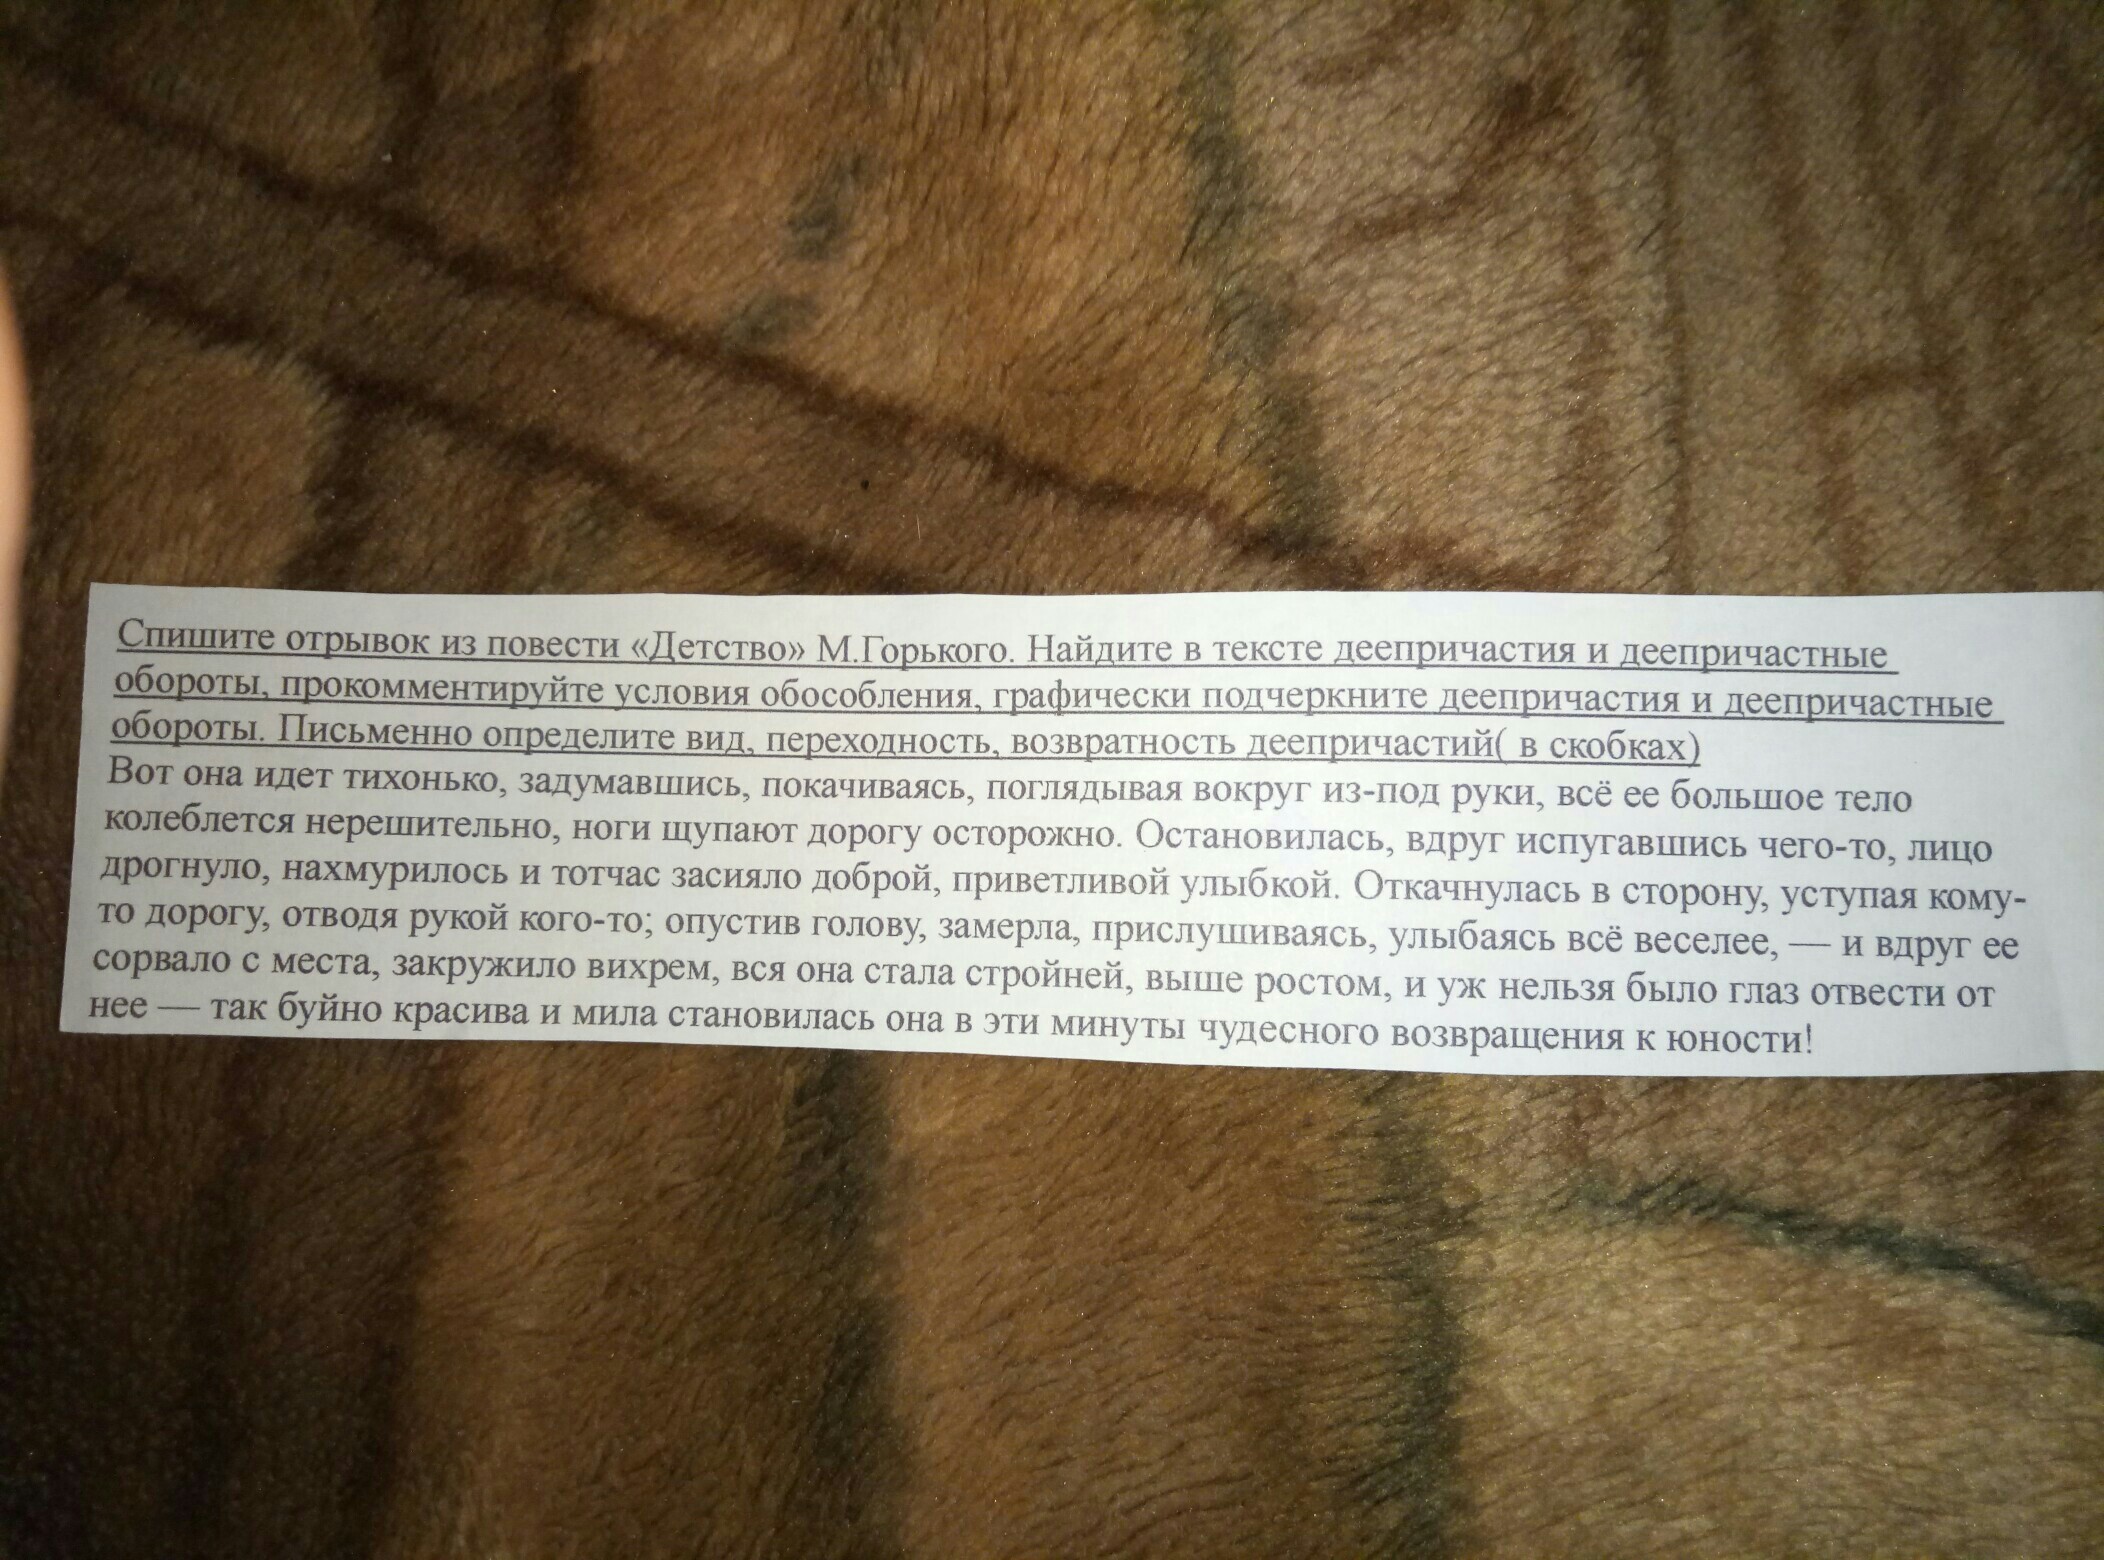 Спишите отрывок из повести «Детство» М.Горького. Найдите в тексте деепричастия и деепричастные
обороты, прокомментируйте условия обособления, графически подчеркните деепричастия и деепричастные
обороты. Письменно определите вид, переходность, возвратность деепричастий( в скобках)
Вот она идет тихонько, задумавшись, покачиваясь, поглядывая вокруг из-под руки, всё ее большое тело
колеблется нерешительно, ноги щупают дорогу осторожно. Остановилась, вдруг испугавшись чего-то, лицо
дрогнуло, нахмурилось и тотчас засияло доброй, приветливой улыбкой. Откачнулась в сторону, уступая кому-
то дорогу, отводя рукой кого-то; опустив голову, замерла, прислушиваясь, улыбаясь всё веселее, — и вдруг ее
сорвало с места, закружило вихрем, вся она стала стройней, выше ростом, и уж нельзя было глаз отвести от
нее — так буйно красива и мила становилась она в эти минуты чудесного возвращения к юности!